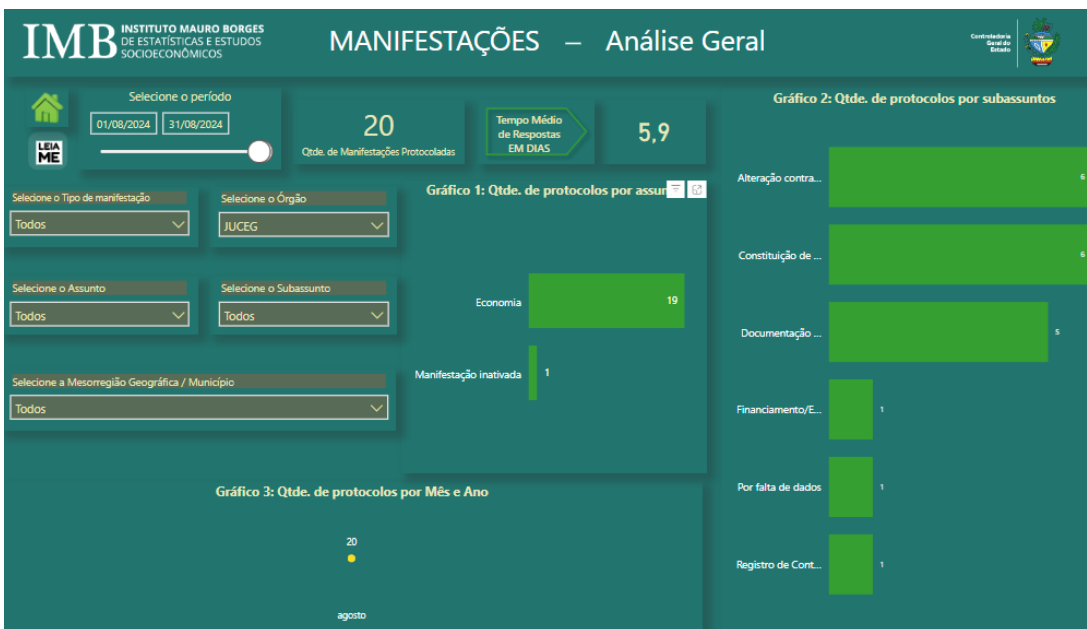 IMB
INSTITUTO MAURO BORGES
DE ESTATÍSTICAS E ESTUDOS
SOCIOECONÔMICOS
MANIFESTAÇÕES – Análise Geral
Controladoria
Geral do
Estado
LEIA
ME
Selecione o período
01/08/2024 31/08/2024
20
Qtde. de Manifestações Protocoladas
Tempo Médio
de Respostas
EM DIAS
5,9
Selecione o Tipo de manifestação
Todos
Selecione o Órgão
JUCEG
Selecione o Assunto
Todos
Selecione o Subassunto
Todos
Selecione a Mesorregião Geográfica / Município
Todos
Gráfico 1: Qtde. de protocolos por assun
Economia 19
Manifestação inativada 1
Gráfico 2: Qtde. de protocolos por subassuntos
Alteração contra... 6
Constituição de ... 6
Documentação ... 5
Financiamento/E... 1
Por falta de dados 1
Registro de Cont... 1
Gráfico 3: Qtde. de protocolos por Mês e Ano
20
agosto